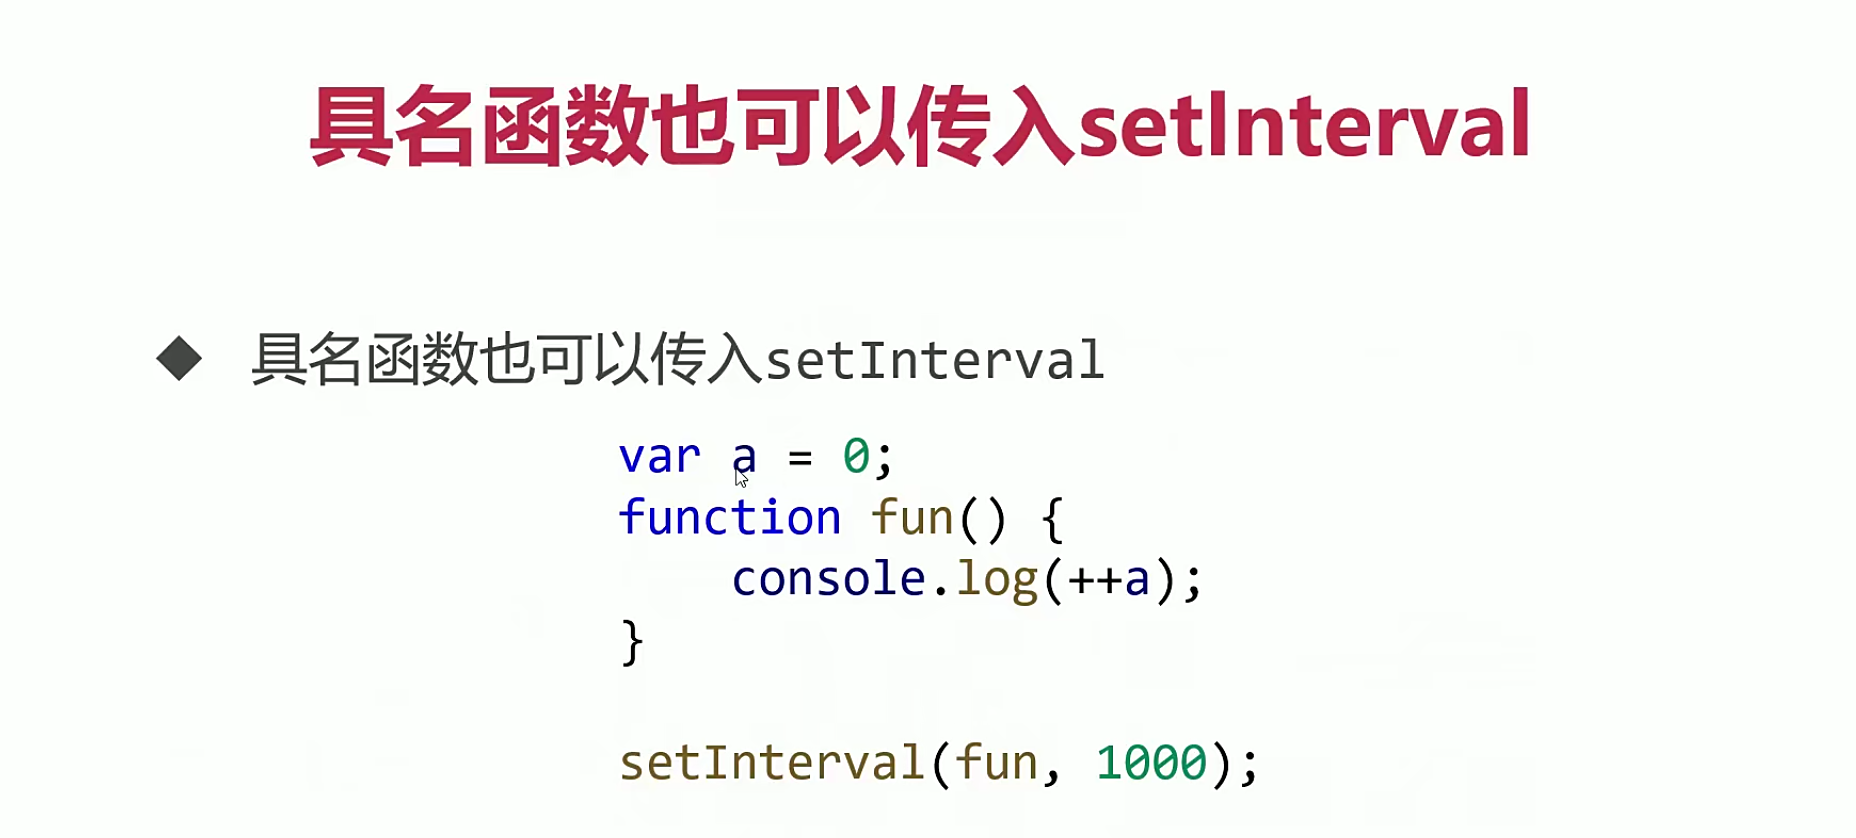 具名函数也可以传入setInterval
具名函数也可以传入setInterval
var a = 0;
function fun() {
    console.log(++a);
}
setInterval(fun, 1000);